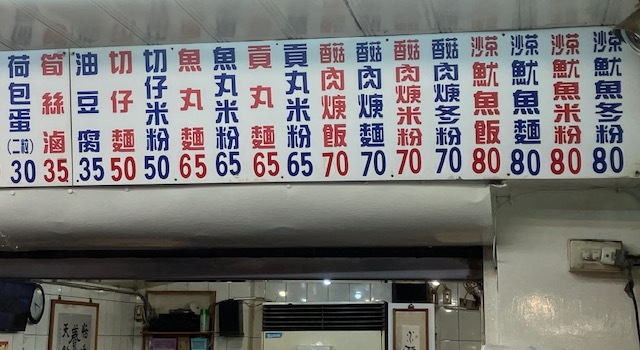 沙茶魷魚冬粉 80
沙茶魷魚米粉 80
沙茶魷魚麵 80
沙茶魷魚飯 80
香菇肉焿冬粉 70
香菇肉焿米粉 70
香菇肉焿麵 70
香菇肉焿飯 70
貢丸米粉 65
貢丸麵 65
魚丸米粉 65
魚丸麵 65
切仔米粉 50
切仔麵 50
油豆腐 35
筍絲滷 35
荷包蛋(二粒) 30